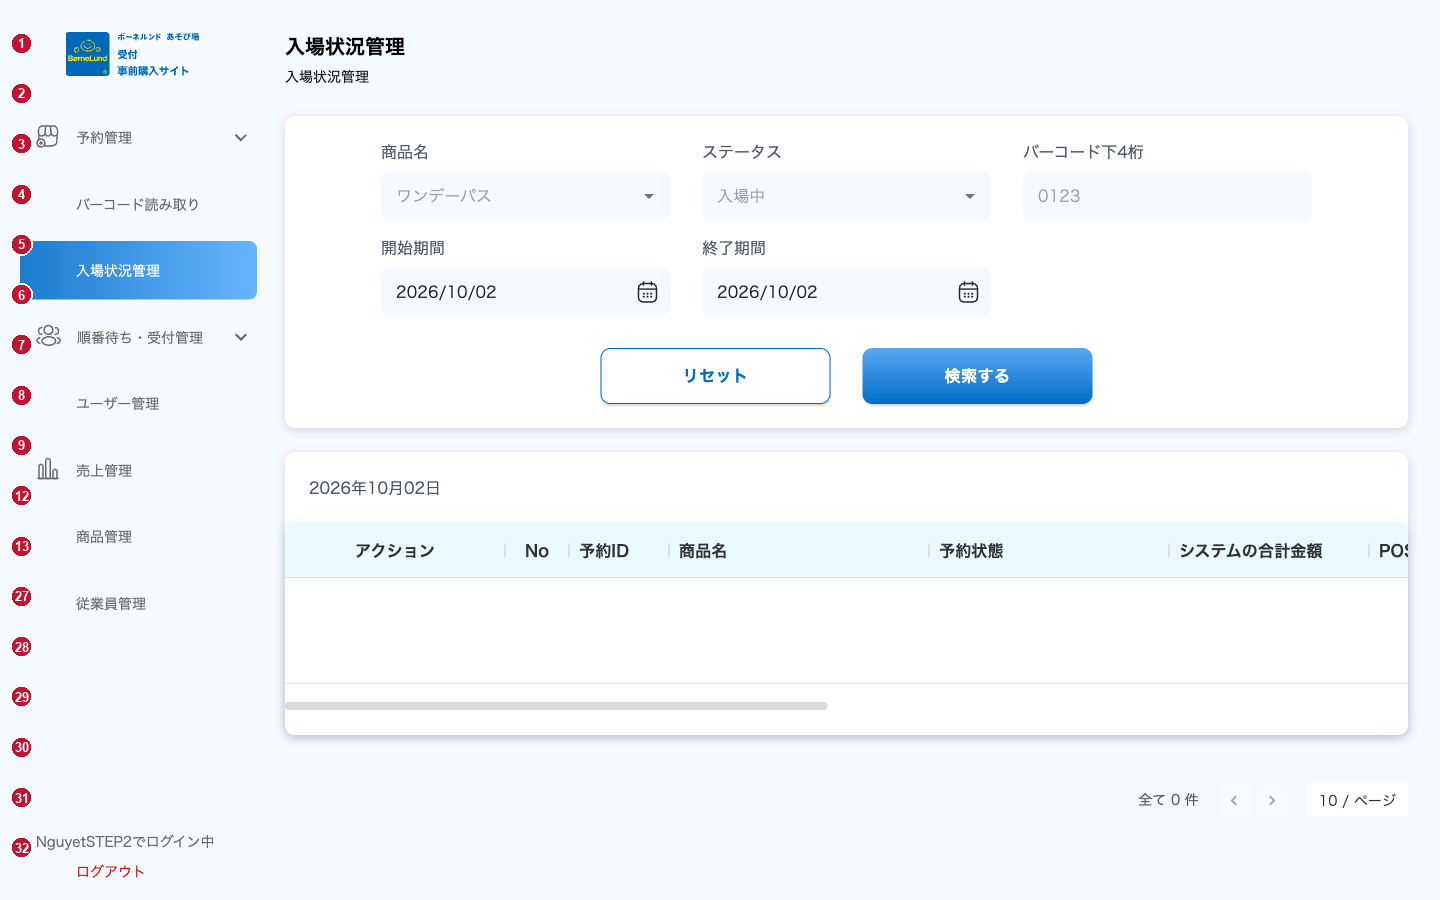 1
2
3
4
5
6
7
8
9
12
13
27
28
29
30
31
32
BørneLund
ボーネルンド あそび場
受付
事前購入サイト
予約管理
バーコード読み取り
入場状況管理
順番待ち・受付管理
ユーザー管理
売上管理
商品管理
従業員管理
NguyetSTEP2でログイン中
ログアウト
入場状況管理
入場状況管理
商品名 ステータス バーコード下4桁
ワンデーパス 入場中 0123
開始期間 終了期間
2026/10/02 2026/10/02
リセット 検索する
2026年10月02日
アクション No 予約ID 商品名 予約状態 システムの合計金額 POS
全て 0 件 10 / ページ